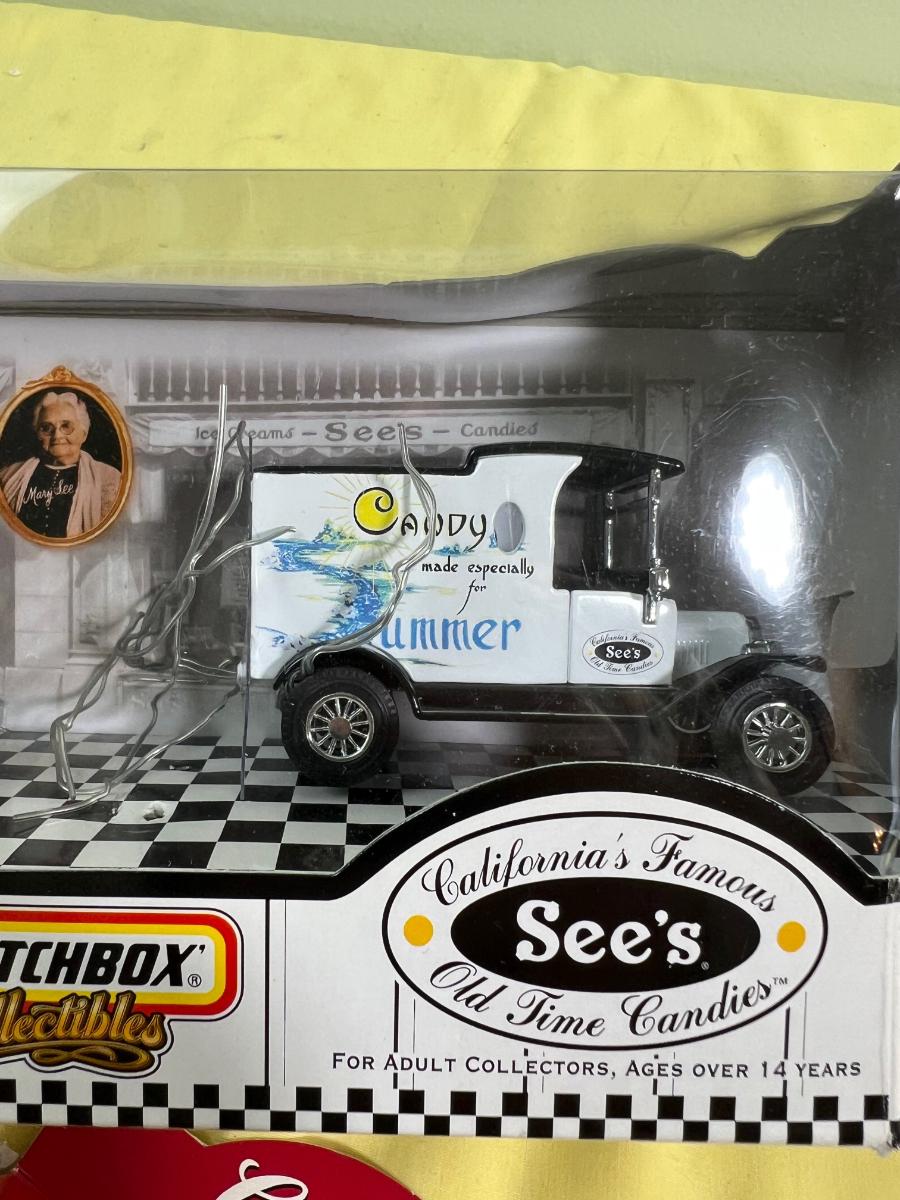 Ice Creams - See's - Candies
Mary See
CANDY
made especially
for
Summer
California's Famous
See's
Old Time Candies
California's Famous
See's®
Old Time Candies™
TCHBOX®
llectibles
FOR ADULT COLLECTORS, AGES OVER 14 YEARS